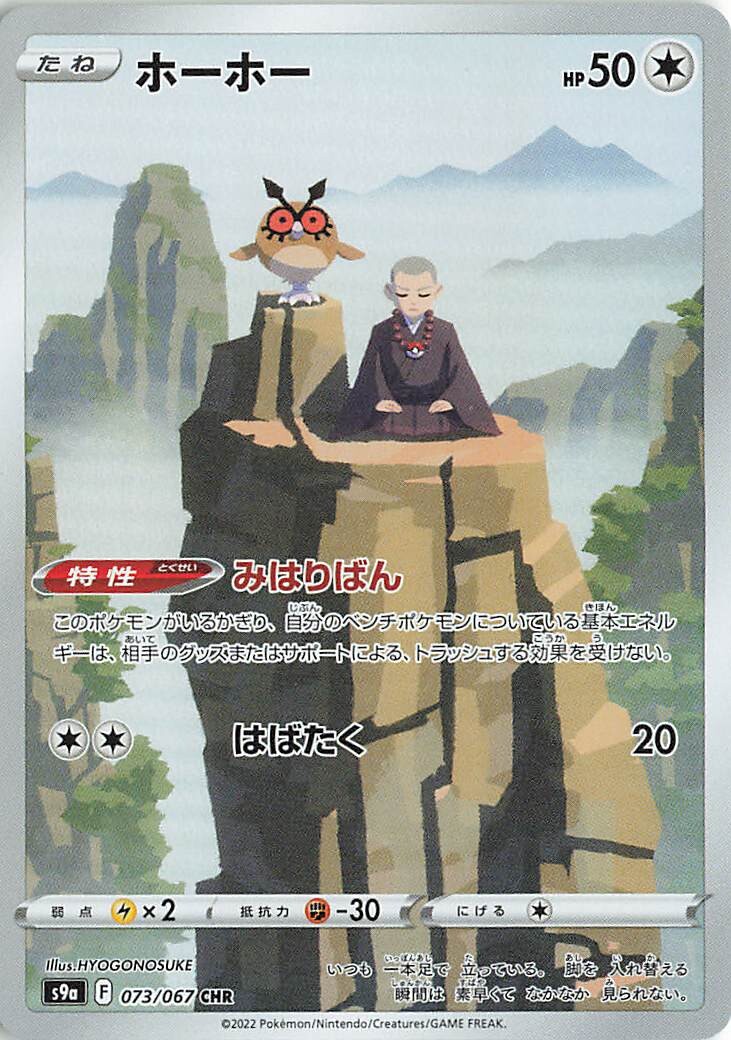 たね ホーホー HP50
特性 とくせい みはりばん
このポケモンがいるかぎり、自分のベンチポケモンについている基本エネル
ギーは、相手のグッズまたはサポートによる、トラッシュする効果を受けない。
はばたく 20
弱点 ×2 抵抗力 -30 にげる
Illus.HYOGONOSUKE
いつも 一本足で 立っている。 脚を 入れ替える
瞬間は 素早くて なかなか 見られない。
s9a F 073/067 CHR
©2022 Pokémon/Nintendo/Creatures/GAME FREAK.